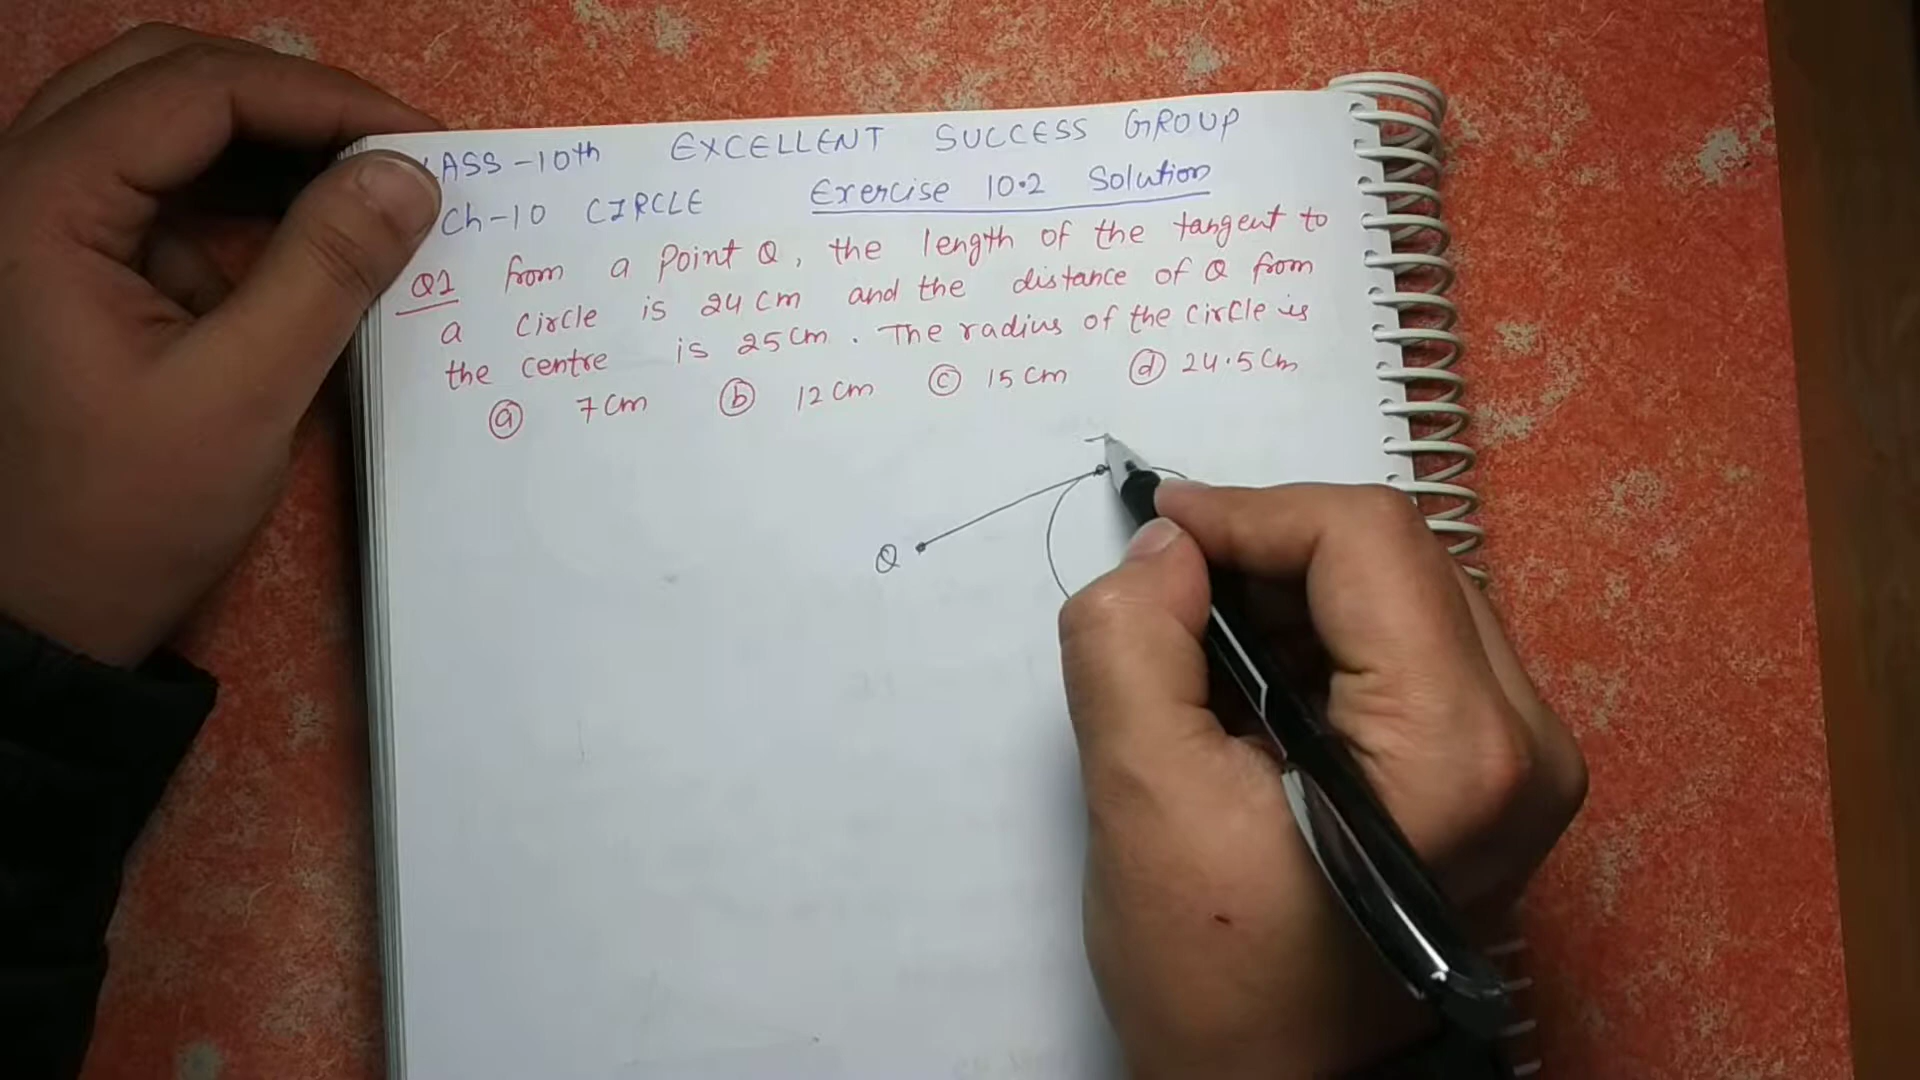 LASS-10th EXCELLENT SUCCESS GROUP
Ch-10 CIRCLE Exercise 10.2 Solution
Q1 from a Point Q, the length of the tangent to
a circle is 24 cm and the distance of Q from
the centre is 25 cm. The radius of the circle is
(a) 7 cm (b) 12 cm (c) 15 cm (d) 24.5 cm
Q